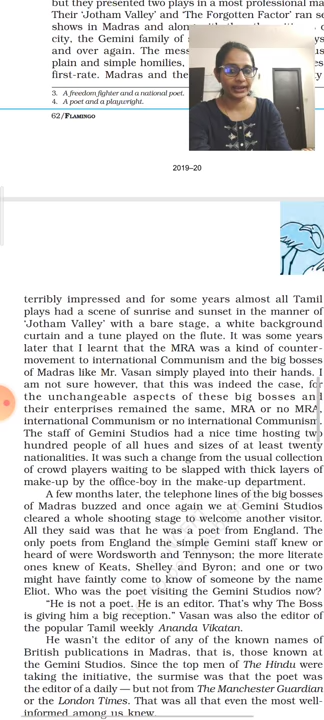 but they presented two plays in a most professional ma
Their 'Jotham Valley' and 'The Forgotten Factor' ran se
shows in Madras and along with the other
city, the Gemini family of
and over again. The mess
plain and simple homilies,
first-rate. Madras and the
3. A freedom fighter and a national poet.
4. A poet and a playwright.
62/FLAMINGO
2019–20
terribly impressed and for some years almost all Tamil
plays had a scene of sunrise and sunset in the manner of
'Jotham Valley' with a bare stage, a white background
curtain and a tune played on the flute. It was some years
later that I learnt that the MRA was a kind of counter-
movement to international Communism and the big bosses
of Madras like Mr. Vasan simply played into their hands. I
am not sure however, that this was indeed the case, for
the unchangeable aspects of these big bosses and
their enterprises remained the same, MRA or no MRA,
international Communism or no international Communism.
The staff of Gemini Studios had a nice time hosting two
hundred people of all hues and sizes of at least twenty
nationalities. It was such a change from the usual collection
of crowd players waiting to be slapped with thick layers of
make-up by the office-boy in the make-up department.
A few months later, the telephone lines of the big bosses
of Madras buzzed and once again we at Gemini Studios
cleared a whole shooting stage to welcome another visitor.
All they said was that he was a poet from England. The
only poets from England the simple Gemini staff knew or
heard of were Wordsworth and Tennyson; the more literate
ones knew of Keats, Shelley and Byron; and one or two
might have faintly come to know of someone by the name
Eliot. Who was the poet visiting the Gemini Studios now?
"He is not a poet. He is an editor. That's why The Boss
is giving him a big reception." Vasan was also the editor of
the popular Tamil weekly Ananda Vikatan.
He wasn't the editor of any of the known names of
British publications in Madras, that is, those known at
the Gemini Studios. Since the top men of The Hindu were
taking the initiative, the surmise was that the poet was
the editor of a daily — but not from The Manchester Guardian
or the London Times. That was all that even the most well-
informed among us knew.